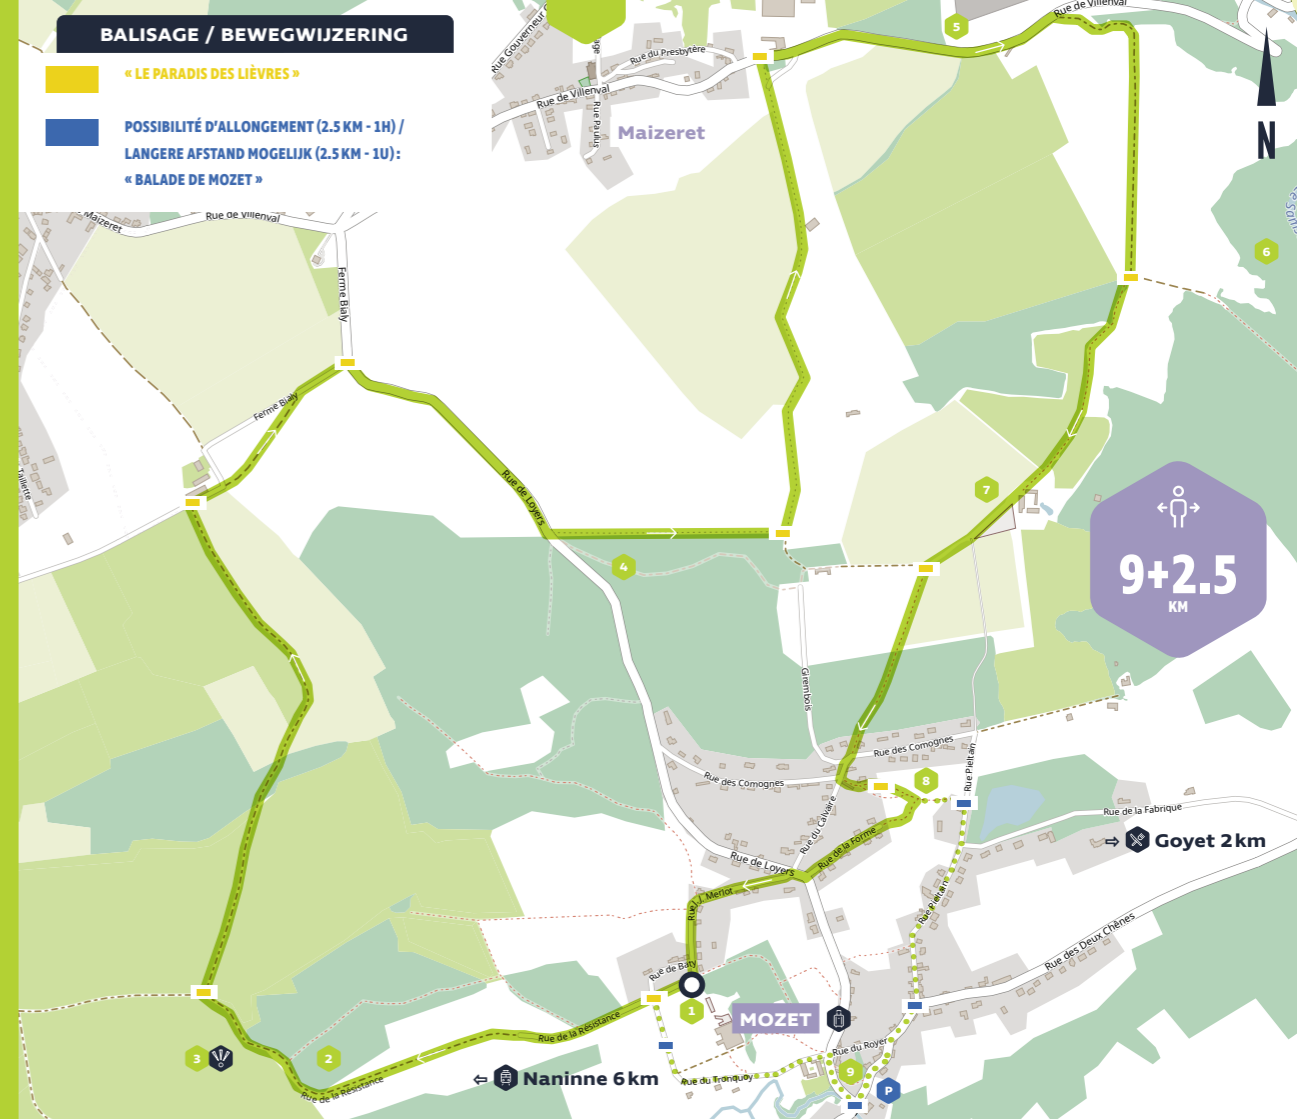 BALISAGE / BEWEGWIJZERING
« LE PARADIS DES LIÈVRES »
POSSIBILITÉ D'ALLONGEMENT (2.5 KM - 1H) /
LANGERE AFSTAND MOGELIJK (2.5 KM - 1U) :
« BALADE DE MOZET »
Rue Gouverneur
Rue du Presbytère
Rue de Villenval
Rue Paulus
Maizeret
5
Rue de Villenval
N
6
Maizeret
Rue de Villenval
Ferme Bialy
Ferme Bialy
Taillette
Rue de Loyers
4
7
9+2.5
KM
Girembois
Rue des Comognes
Rue des Comognes
Rue Pieltain
8
Rue du Calvaire
Rue de la Forme
Rue de Loyers
Rue J. Merlot
Rue de la Fabrique
Goyet 2 km
Rue Pieltain
Rue des Deux Chênes
Rue de Baty
1
MOZET
Rue de la Résistance
3
2
Naninne 6 km
Rue de la Résistance
Rue du Tronquoy
Rue du Royer
9
P